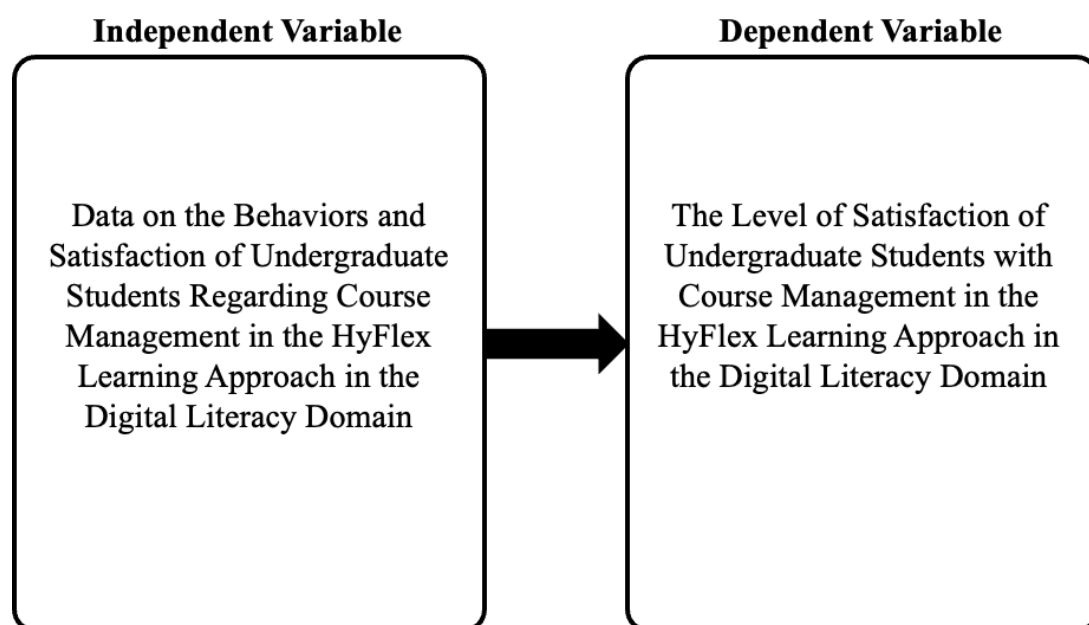 Independent Variable
Data on the Behaviors and
Satisfaction of Undergraduate
Students Regarding Course
Management in the HyFlex
Learning Approach in the
Digital Literacy Domain
Dependent Variable
The Level of Satisfaction of
Undergraduate Students with
Course Management in the
HyFlex Learning Approach in
the Digital Literacy Domain